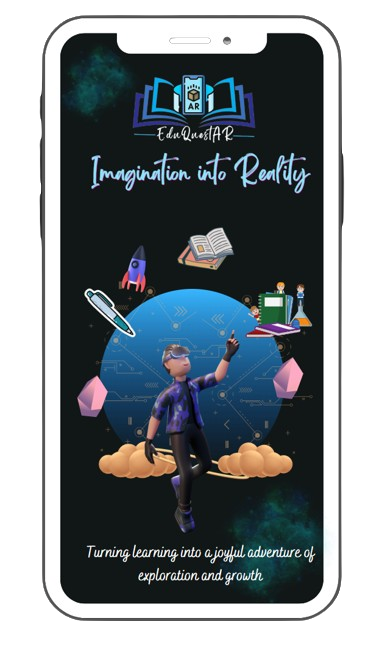 AR
EduQuestAR
Imagination into Reality
Turning learning into a joyful adventure of
exploration and growth